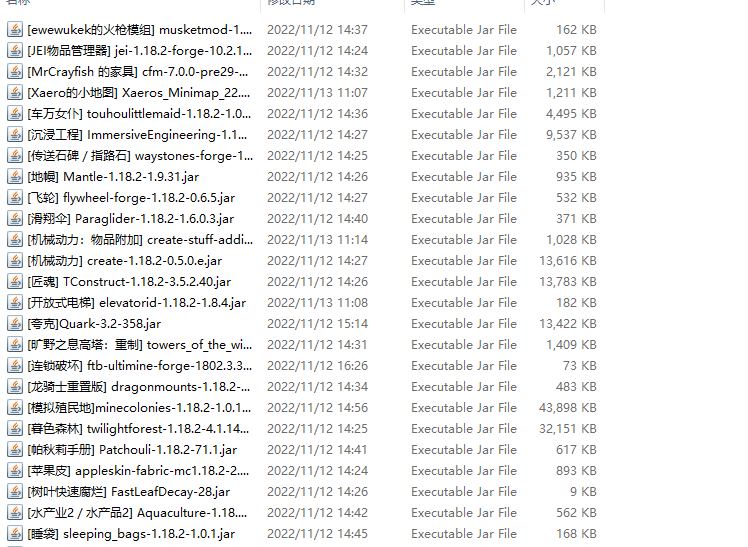 名称 修改日期 类型 大小
[ewewukek的火枪模组] musketmod-1.... 2022/11/12 14:37 Executable Jar File 162 KB
[JEI物品管理器] jei-1.18.2-forge-10.2.1... 2022/11/12 14:24 Executable Jar File 1,057 KB
[MrCrayfish 的家具] cfm-7.0.0-pre29-... 2022/11/12 14:32 Executable Jar File 2,121 KB
[Xaero的小地图] Xaeros_Minimap_22.... 2022/11/13 11:07 Executable Jar File 1,211 KB
[车万女仆] touhoulittlemaid-1.18.2-1.0... 2022/11/12 14:36 Executable Jar File 4,495 KB
[沉浸工程] ImmersiveEngineering-1.1... 2022/11/12 14:27 Executable Jar File 9,537 KB
[传送石碑 / 指路石] waystones-forge-1... 2022/11/12 14:25 Executable Jar File 350 KB
[地幔] Mantle-1.18.2-1.9.31.jar 2022/11/12 14:26 Executable Jar File 935 KB
[飞轮] flywheel-forge-1.18.2-0.6.5.jar 2022/11/12 14:27 Executable Jar File 532 KB
[滑翔伞] Paraglider-1.18.2-1.6.0.3.jar 2022/11/12 14:40 Executable Jar File 371 KB
[机械动力：物品附加] create-stuff-addi... 2022/11/13 11:14 Executable Jar File 1,028 KB
[机械动力] create-1.18.2-0.5.0.e.jar 2022/11/12 14:27 Executable Jar File 13,616 KB
[匠魂] TConstruct-1.18.2-3.5.2.40.jar 2022/11/12 14:26 Executable Jar File 13,783 KB
[开放式电梯] elevatorid-1.18.2-1.8.4.jar 2022/11/13 11:08 Executable Jar File 182 KB
[夸克]Quark-3.2-358.jar 2022/11/12 15:14 Executable Jar File 13,422 KB
[旷野之息高塔：重制] towers_of_the_wi... 2022/11/12 14:31 Executable Jar File 1,409 KB
[连锁破坏] ftb-ultimine-forge-1802.3.3... 2022/11/12 16:26 Executable Jar File 73 KB
[龙骑士重置版] dragonmounts-1.18.2-... 2022/11/12 14:34 Executable Jar File 483 KB
[模拟殖民地]minecolonies-1.18.2-1.0.1... 2022/11/12 14:56 Executable Jar File 43,898 KB
[暮色森林] twilightforest-1.18.2-4.1.14... 2022/11/12 14:25 Executable Jar File 32,151 KB
[帕秋莉手册] Patchouli-1.18.2-71.1.jar 2022/11/12 14:41 Executable Jar File 617 KB
[苹果皮] appleskin-fabric-mc1.18.2-2.... 2022/11/12 14:24 Executable Jar File 893 KB
[树叶快速腐烂] FastLeafDecay-28.jar 2022/11/12 14:26 Executable Jar File 9 KB
[水产业2 / 水产品2] Aquaculture-1.18.... 2022/11/12 14:42 Executable Jar File 562 KB
[睡袋] sleeping_bags-1.18.2-1.0.1.jar 2022/11/12 14:45 Executable Jar File 168 KB